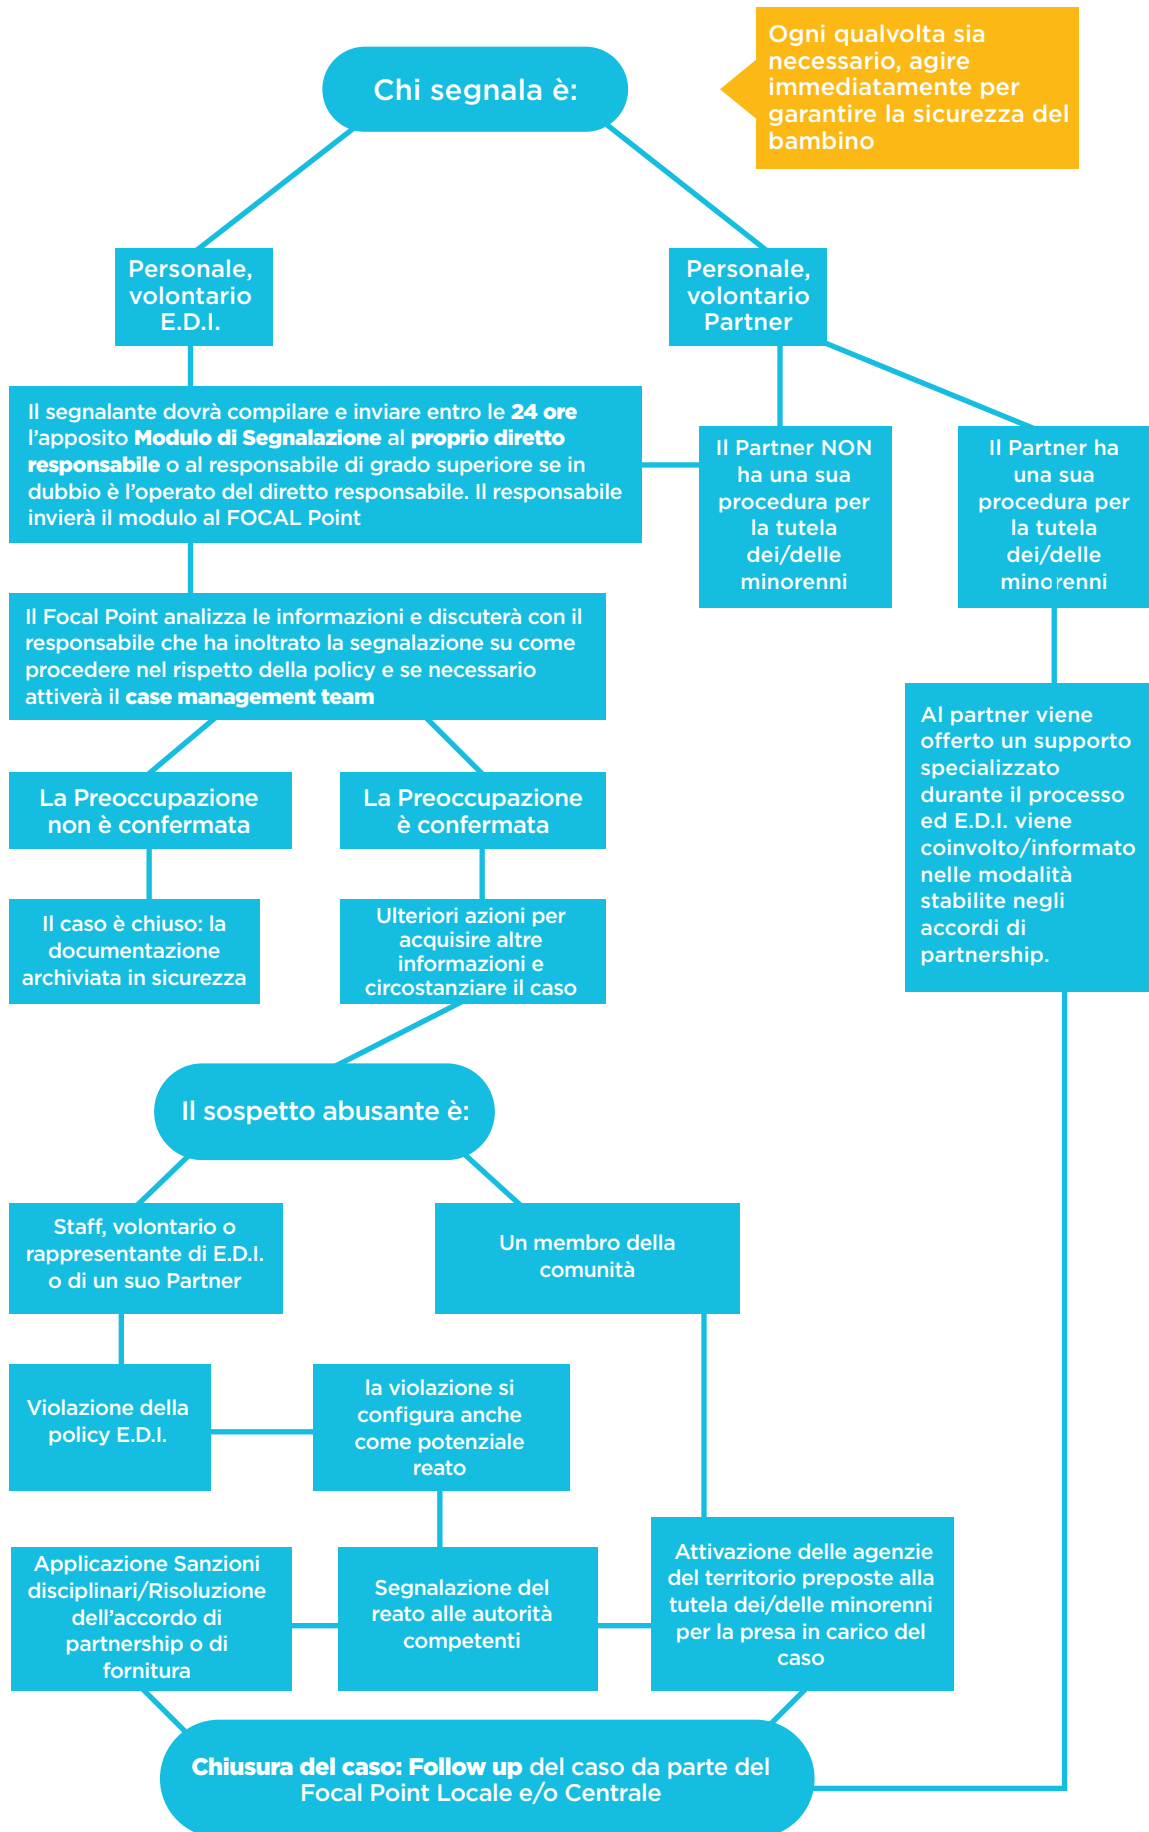 Chi segnala è:
Ogni qualvolta sia
necessario, agire
immediatamente per
garantire la sicurezza del
bambino
Personale,
volontario
E.D.I.
Personale,
volontario
Partner
Il segnalante dovrà compilare e inviare entro le 24 ore
l’apposito Modulo di Segnalazione al proprio diretto
responsabile o al responsabile di grado superiore se in
dubbio è l’operato del diretto responsabile. Il responsabile
invierà il modulo al FOCAL Point
Il Partner NON
ha una sua
procedura per
la tutela
dei/delle
minorenni
Il Partner ha
una sua
procedura per
la tutela
dei/delle
minorenni
Il Focal Point analizza le informazioni e discuterà con il
responsabile che ha inoltrato la segnalazione su come
procedere nel rispetto della policy e se necessario
attiverà il case management team
Al partner viene
offerto un supporto
specializzato
durante il processo
ed E.D.I. viene
coinvolto/informato
nelle modalità
stabilite negli
accordi di
partnership.
La Preoccupazione
non è confermata
La Preoccupazione
è confermata
Il caso è chiuso: la
documentazione
archiviata in sicurezza
Ulteriori azioni per
acquisire altre
informazioni e
circostanziare il caso
Il sospetto abusante è:
Staff, volontario o
rappresentante di E.D.I.
o di un suo Partner
Un membro della
comunità
Violazione della
policy E.D.I.
la violazione si
configura anche
come potenziale
reato
Applicazione Sanzioni
disciplinari/Risoluzione
dell’accordo di
partnership o di
fornitura
Segnalazione del
reato alle autorità
competenti
Attivazione delle agenzie
del territorio preposte alla
tutela dei/delle minorenni
per la presa in carico del
caso
Chiusura del caso: Follow up del caso da parte del
Focal Point Locale e/o Centrale